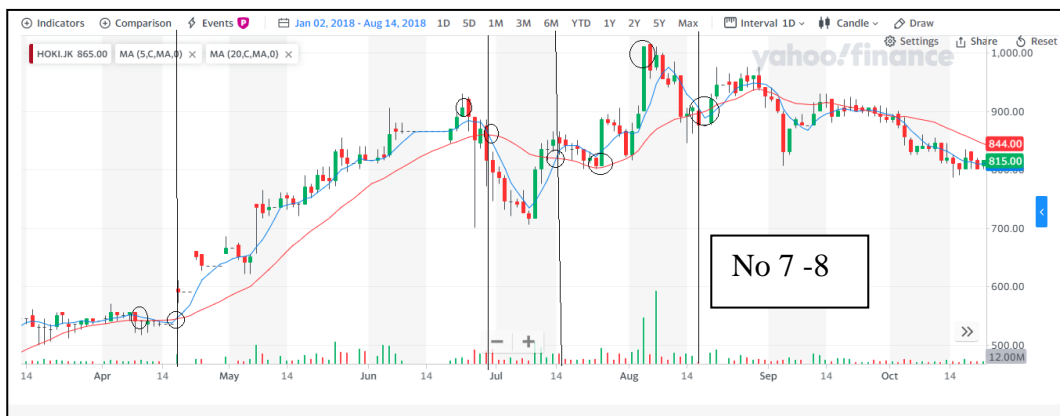 Indicators Comparison Events P Jan 02, 2018 - Aug 14, 2018 1D 5D 1M 3M 6M YTD 1Y 2Y 5Y Max Interval 1D Candle Draw
Settings Share Reset
HOKI.JK 865.00 MA (5,C,MA,0) × MA (20,C,MA,0) ×
yahoo!finance
1,000.00
900.00
844.00
815.00
800.00
700.00
No 7 -8
500.00
12.00M
14 Apr 14 May 14 Jun 14 Jul 14 Aug 14 Sep 14 Oct 14